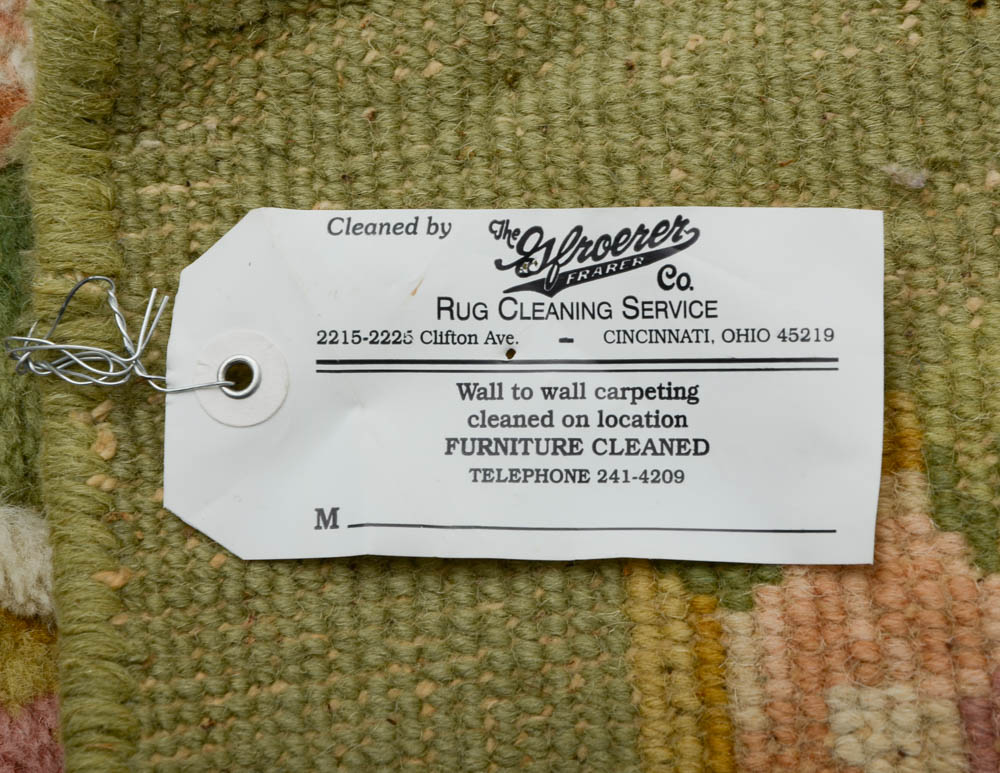 Cleaned by The Gfroerer
FRARER
Co.
RUG CLEANING SERVICE
2215-2225 Clifton Ave. - CINCINNATI, OHIO 45219
Wall to wall carpeting
cleaned on location
FURNITURE CLEANED
TELEPHONE 241-4209
M